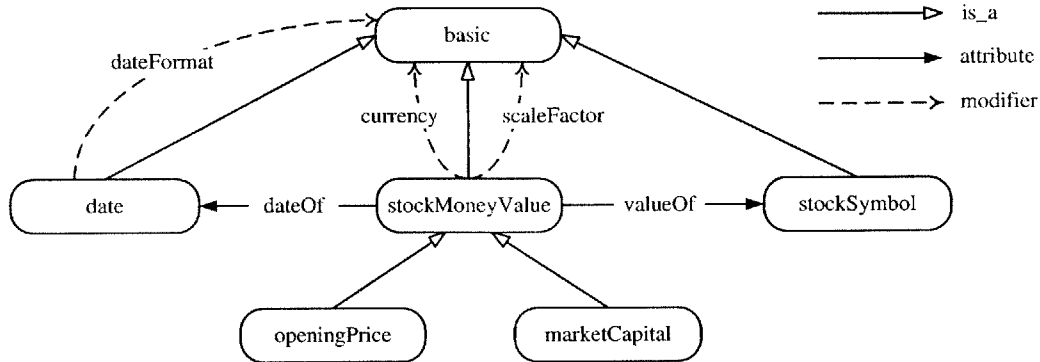 is_a
basic
attribute
dateFormat
modifier
currency
scaleFactor
date
dateOf
stockMoneyValue
valueOf
stockSymbol
openingPrice
marketCapital